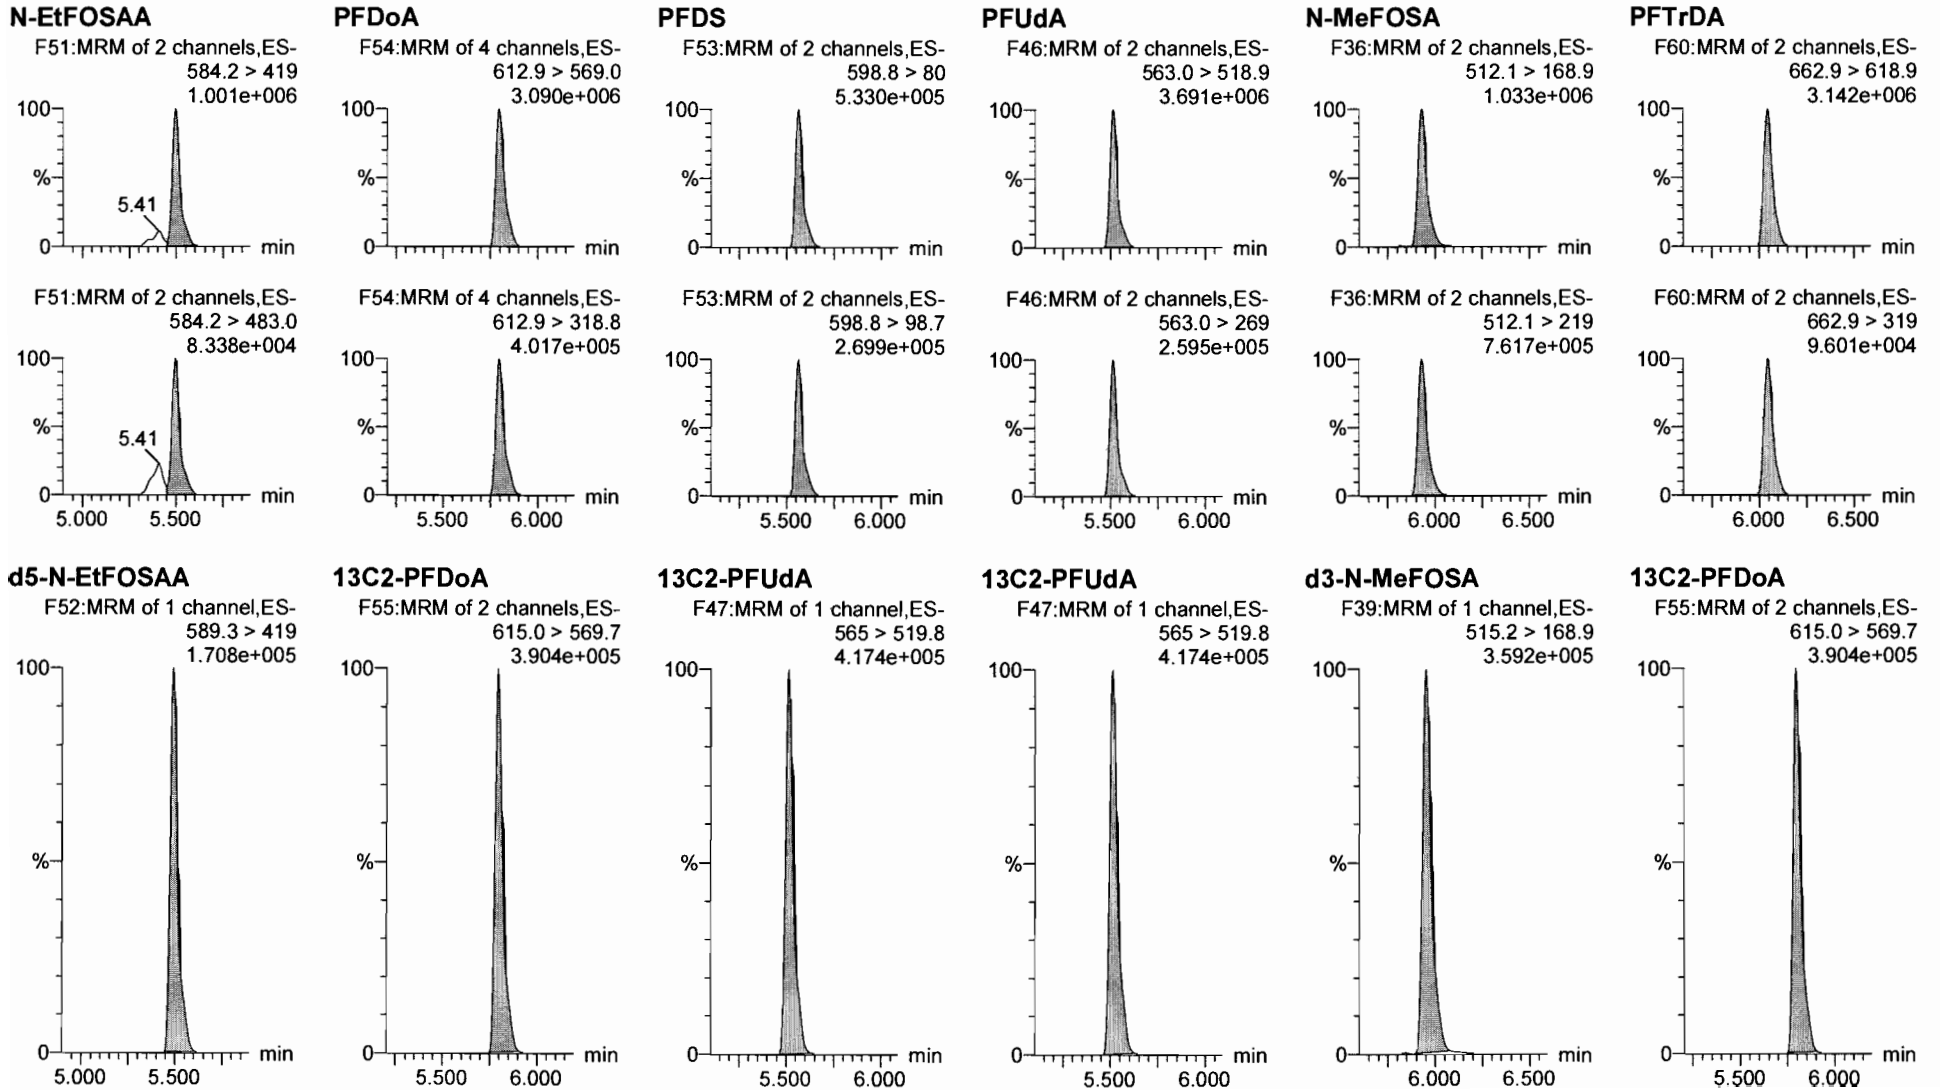 N-EtFOSAA
F51:MRM of 2 channels,ES-
584.2 > 419
1.001e+006
100
%
5.41
0
min
F51:MRM of 2 channels,ES-
584.2 > 483.0
8.338e+004
100
%
5.41
0
min
5.000 5.500
d5-N-EtFOSAA
F52:MRM of 1 channel,ES-
589.3 > 419
1.708e+005
100
%
0
min
5.000 5.500
PFDoA
F54:MRM of 4 channels,ES-
612.9 > 569.0
3.090e+006
100
%
0
min
F54:MRM of 4 channels,ES-
612.9 > 318.8
4.017e+005
100
%
0
min
5.500 6.000
13C2-PFDoA
F55:MRM of 2 channels,ES-
615.0 > 569.7
3.904e+005
100
%
0
min
5.500 6.000
PFDS
F53:MRM of 2 channels,ES-
598.8 > 80
5.330e+005
100
%
0
min
F53:MRM of 2 channels,ES-
598.8 > 98.7
2.699e+005
100
%
0
min
5.500 6.000
13C2-PFUdA
F47:MRM of 1 channel,ES-
565 > 519.8
4.174e+005
100
%
0
min
5.500 6.000
PFUdA
F46:MRM of 2 channels,ES-
563.0 > 518.9
3.691e+006
100
%
0
min
F46:MRM of 2 channels,ES-
563.0 > 269
2.595e+005
100
%
0
min
5.500 6.000
13C2-PFUdA
F47:MRM of 1 channel,ES-
565 > 519.8
4.174e+005
100
%
0
min
5.500 6.000
N-MeFOSA
F36:MRM of 2 channels,ES-
512.1 > 168.9
1.033e+006
100
%
0
min
F36:MRM of 2 channels,ES-
512.1 > 219
7.617e+005
100
%
0
min
6.000 6.500
d3-N-MeFOSA
F39:MRM of 1 channel,ES-
515.2 > 168.9
3.592e+005
100
%
0
min
6.000 6.500
PFTrDA
F60:MRM of 2 channels,ES-
662.9 > 618.9
3.142e+006
100
%
0
min
F60:MRM of 2 channels,ES-
662.9 > 319
9.601e+004
100
%
0
min
6.000 6.500
13C2-PFDoA
F55:MRM of 2 channels,ES-
615.0 > 569.7
3.904e+005
100
%
0
min
5.500 6.000